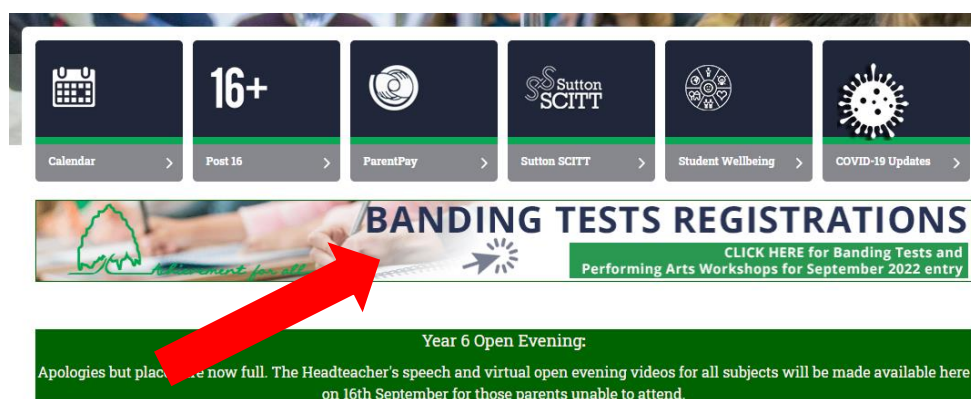 16+
Sutton
SCITT
Calendar
Post 16
ParentPay
Sutton SCITT
Student Wellbeing
COVID-19 Updates
BANDING TESTS REGISTRATIONS
Achievement for all
CLICK HERE for Banding Tests and
Performing Arts Workshops for September 2022 entry
Year 6 Open Evening:
Apologies but now full. The Headteacher's speech and virtual open evening videos for all subjects will be made available here
on 16th September for those parents unable to attend.